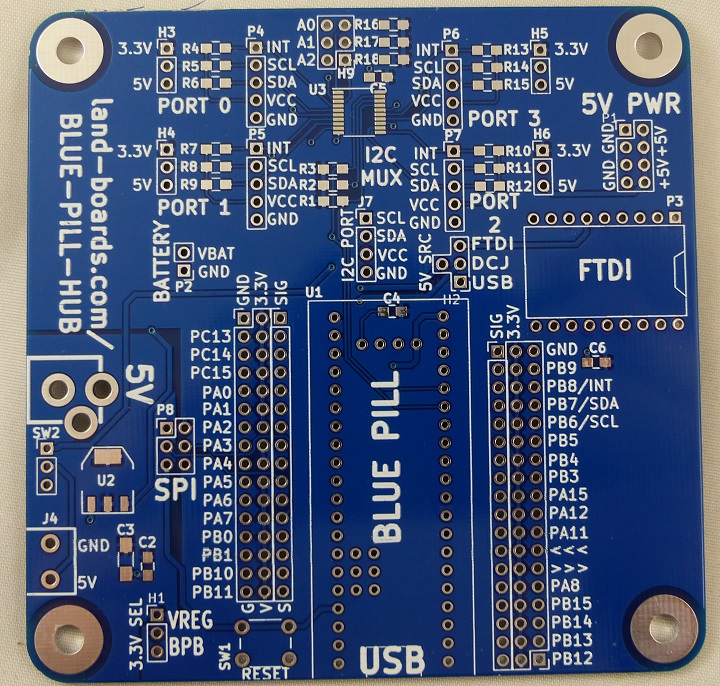 H3
3.3V
5V
R4
R5
R6
PORT 0
P4
INT
SCL
SDA
VCC
GND
A0
A1
A2
R16
R17
R18
H9
C5
U3
P6
INT
SCL
SDA
VCC
GND
R13
R14
R15
H5
3.3V
5V
PORT 3
5V PWR
P1
GND GND
+5V +5V
H4
3.3V
5V
R7
R8
R9
PORT 1
P5
INT
SCL
SDA
VCC
GND
I2C
MUX
R3
R2
R1
P7
INT
SCL
SDA
VCC
GND
R10
R11
R12
H6
3.3V
5V
PORT
2
land-boards.com/
BLUE-PILL-HUB
BATTERY
VBAT
GND
P2
J7
I2C PORT
SCL
SDA
VCC
GND
5V SRC
FTDI
DCJ
USB
H2
P3
FTDI
U1
C4
BLUE PILL
USB
5V
SW2
U2
J4
GND
5V
C3
C2
P8
SPI
GND
3.3V
SIG
PC13
PC14
PC15
PA0
PA1
PA2
PA3
PA4
PA5
PA6
PA7
PB0
PB1
PB10
PB11
G
V
S
3.3V SEL
H1
VREG
BPB
SW1
RESET
SIG
3.3V
GND
PB9
PB8/INT
PB7/SDA
PB6/SCL
PB5
PB4
PB3
PA15
PA12
PA11
<<<
>>>
PA8
PB15
PB14
PB13
PB12
C6